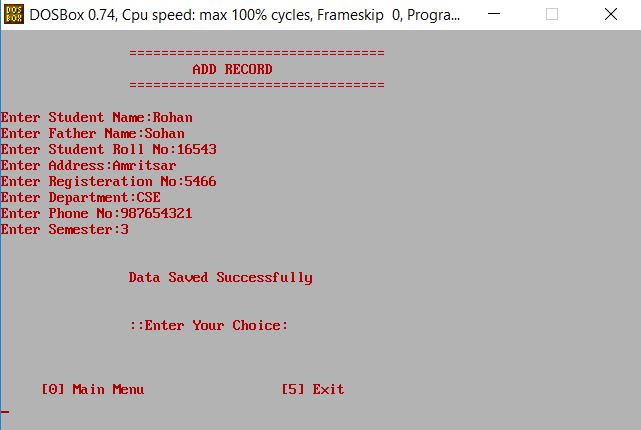 DOS BOX DOSBox 0.74, Cpu speed: max 100% cycles, Frameskip 0, Progra...
==================================
ADD RECORD
==================================
Enter Student Name:Rohan
Enter Father Name:Sohan
Enter Student Roll No:16543
Enter Address:Amritsar
Enter Registeration No:5466
Enter Department:CSE
Enter Phone No:987654321
Enter Semester:3
Data Saved Successfully
::Enter Your Choice:
[0] Main Menu [5] Exit
_